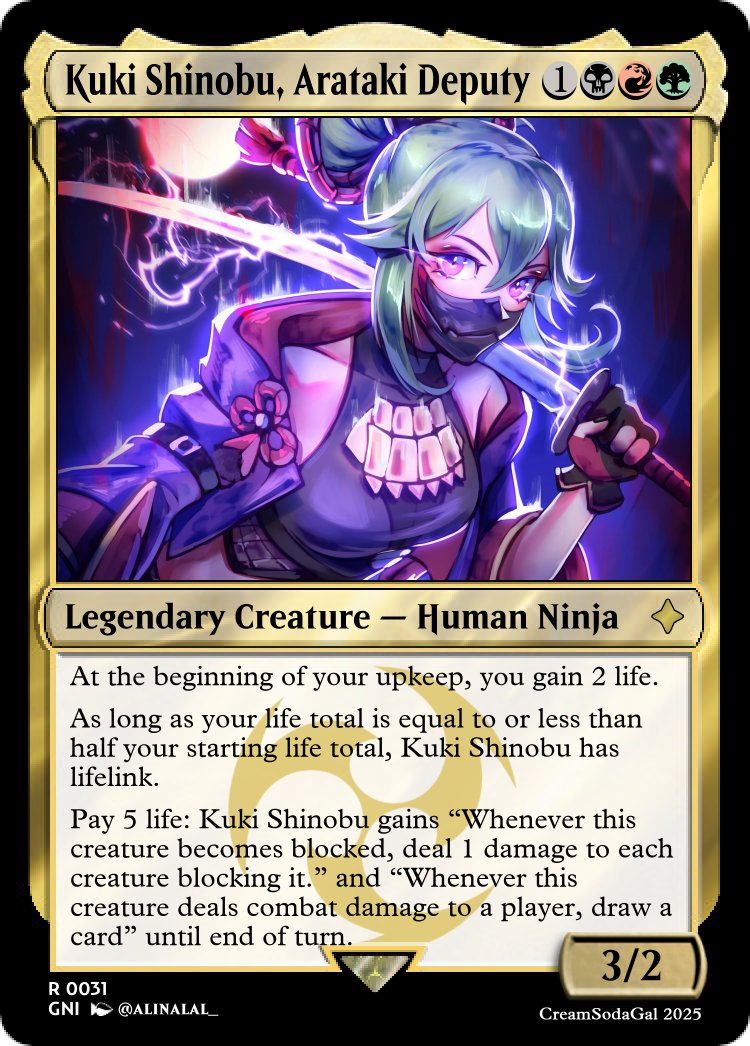 Kuki Shinobu, Arataki Deputy 1
Legendary Creature — Human Ninja
At the beginning of your upkeep, you gain 2 life.
As long as your life total is equal to or less than
half your starting life total, Kuki Shinobu has
lifelink.
Pay 5 life: Kuki Shinobu gains “Whenever this
creature becomes blocked, deal 1 damage to each
creature blocking it.” and “Whenever this
creature deals combat damage to a player, draw a
card” until end of turn.
3/2
R 0031
GNI @ALINALAL_
CreamSodaGal 2025